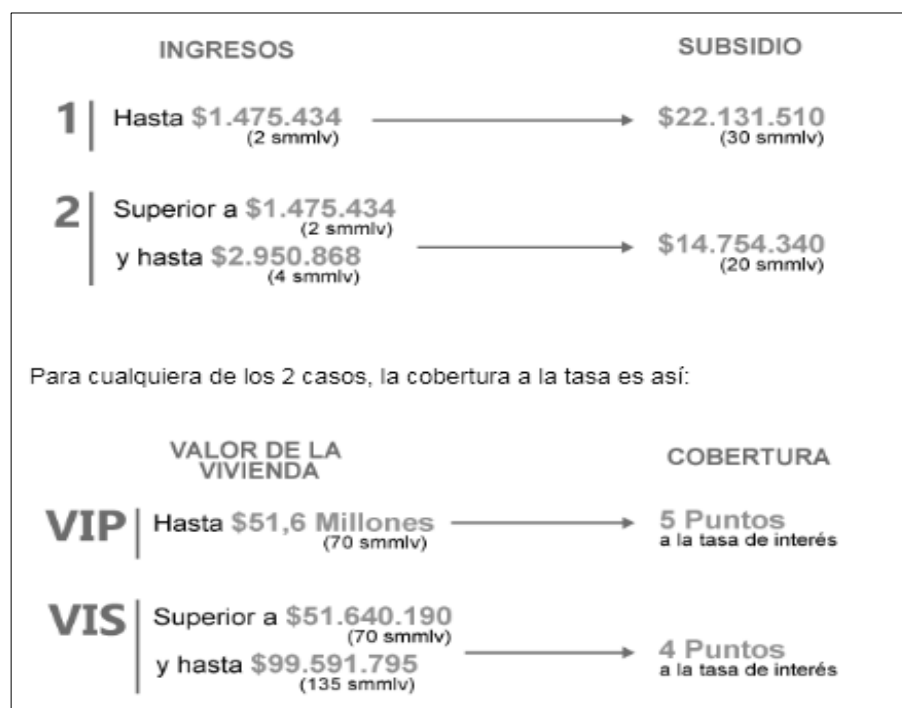 INGRESOS
SUBSIDIO
1
Hasta $1.475.434
(2 smmlv)
$22.131.510
(30 smmlv)
2
Superior a $1.475.434
(2 smmlv)
y hasta $2.950.868
(4 smmlv)
$14.754.340
(20 smmlv)
Para cualquiera de los 2 casos, la cobertura a la tasa es así:
VALOR DE LA
VIVIENDA
COBERTURA
VIP
Hasta $51,6 Millones
(70 smmlv)
5 Puntos
a la tasa de interés
VIS
Superior a $51.640.190
(70 smmlv)
y hasta $99.591.795
(135 smmlv)
4 Puntos
a la tasa de interés